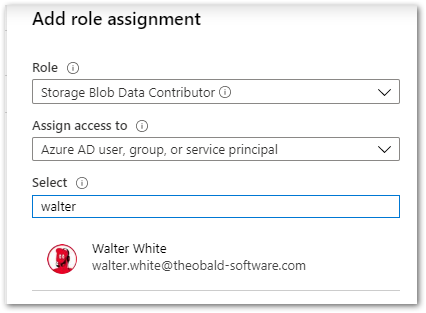 Add role assignment
Role
Storage Blob Data Contributor
Assign access to
Azure AD user, group, or service principal
Select
walter
Walter White
walter.white@theobald-software.com